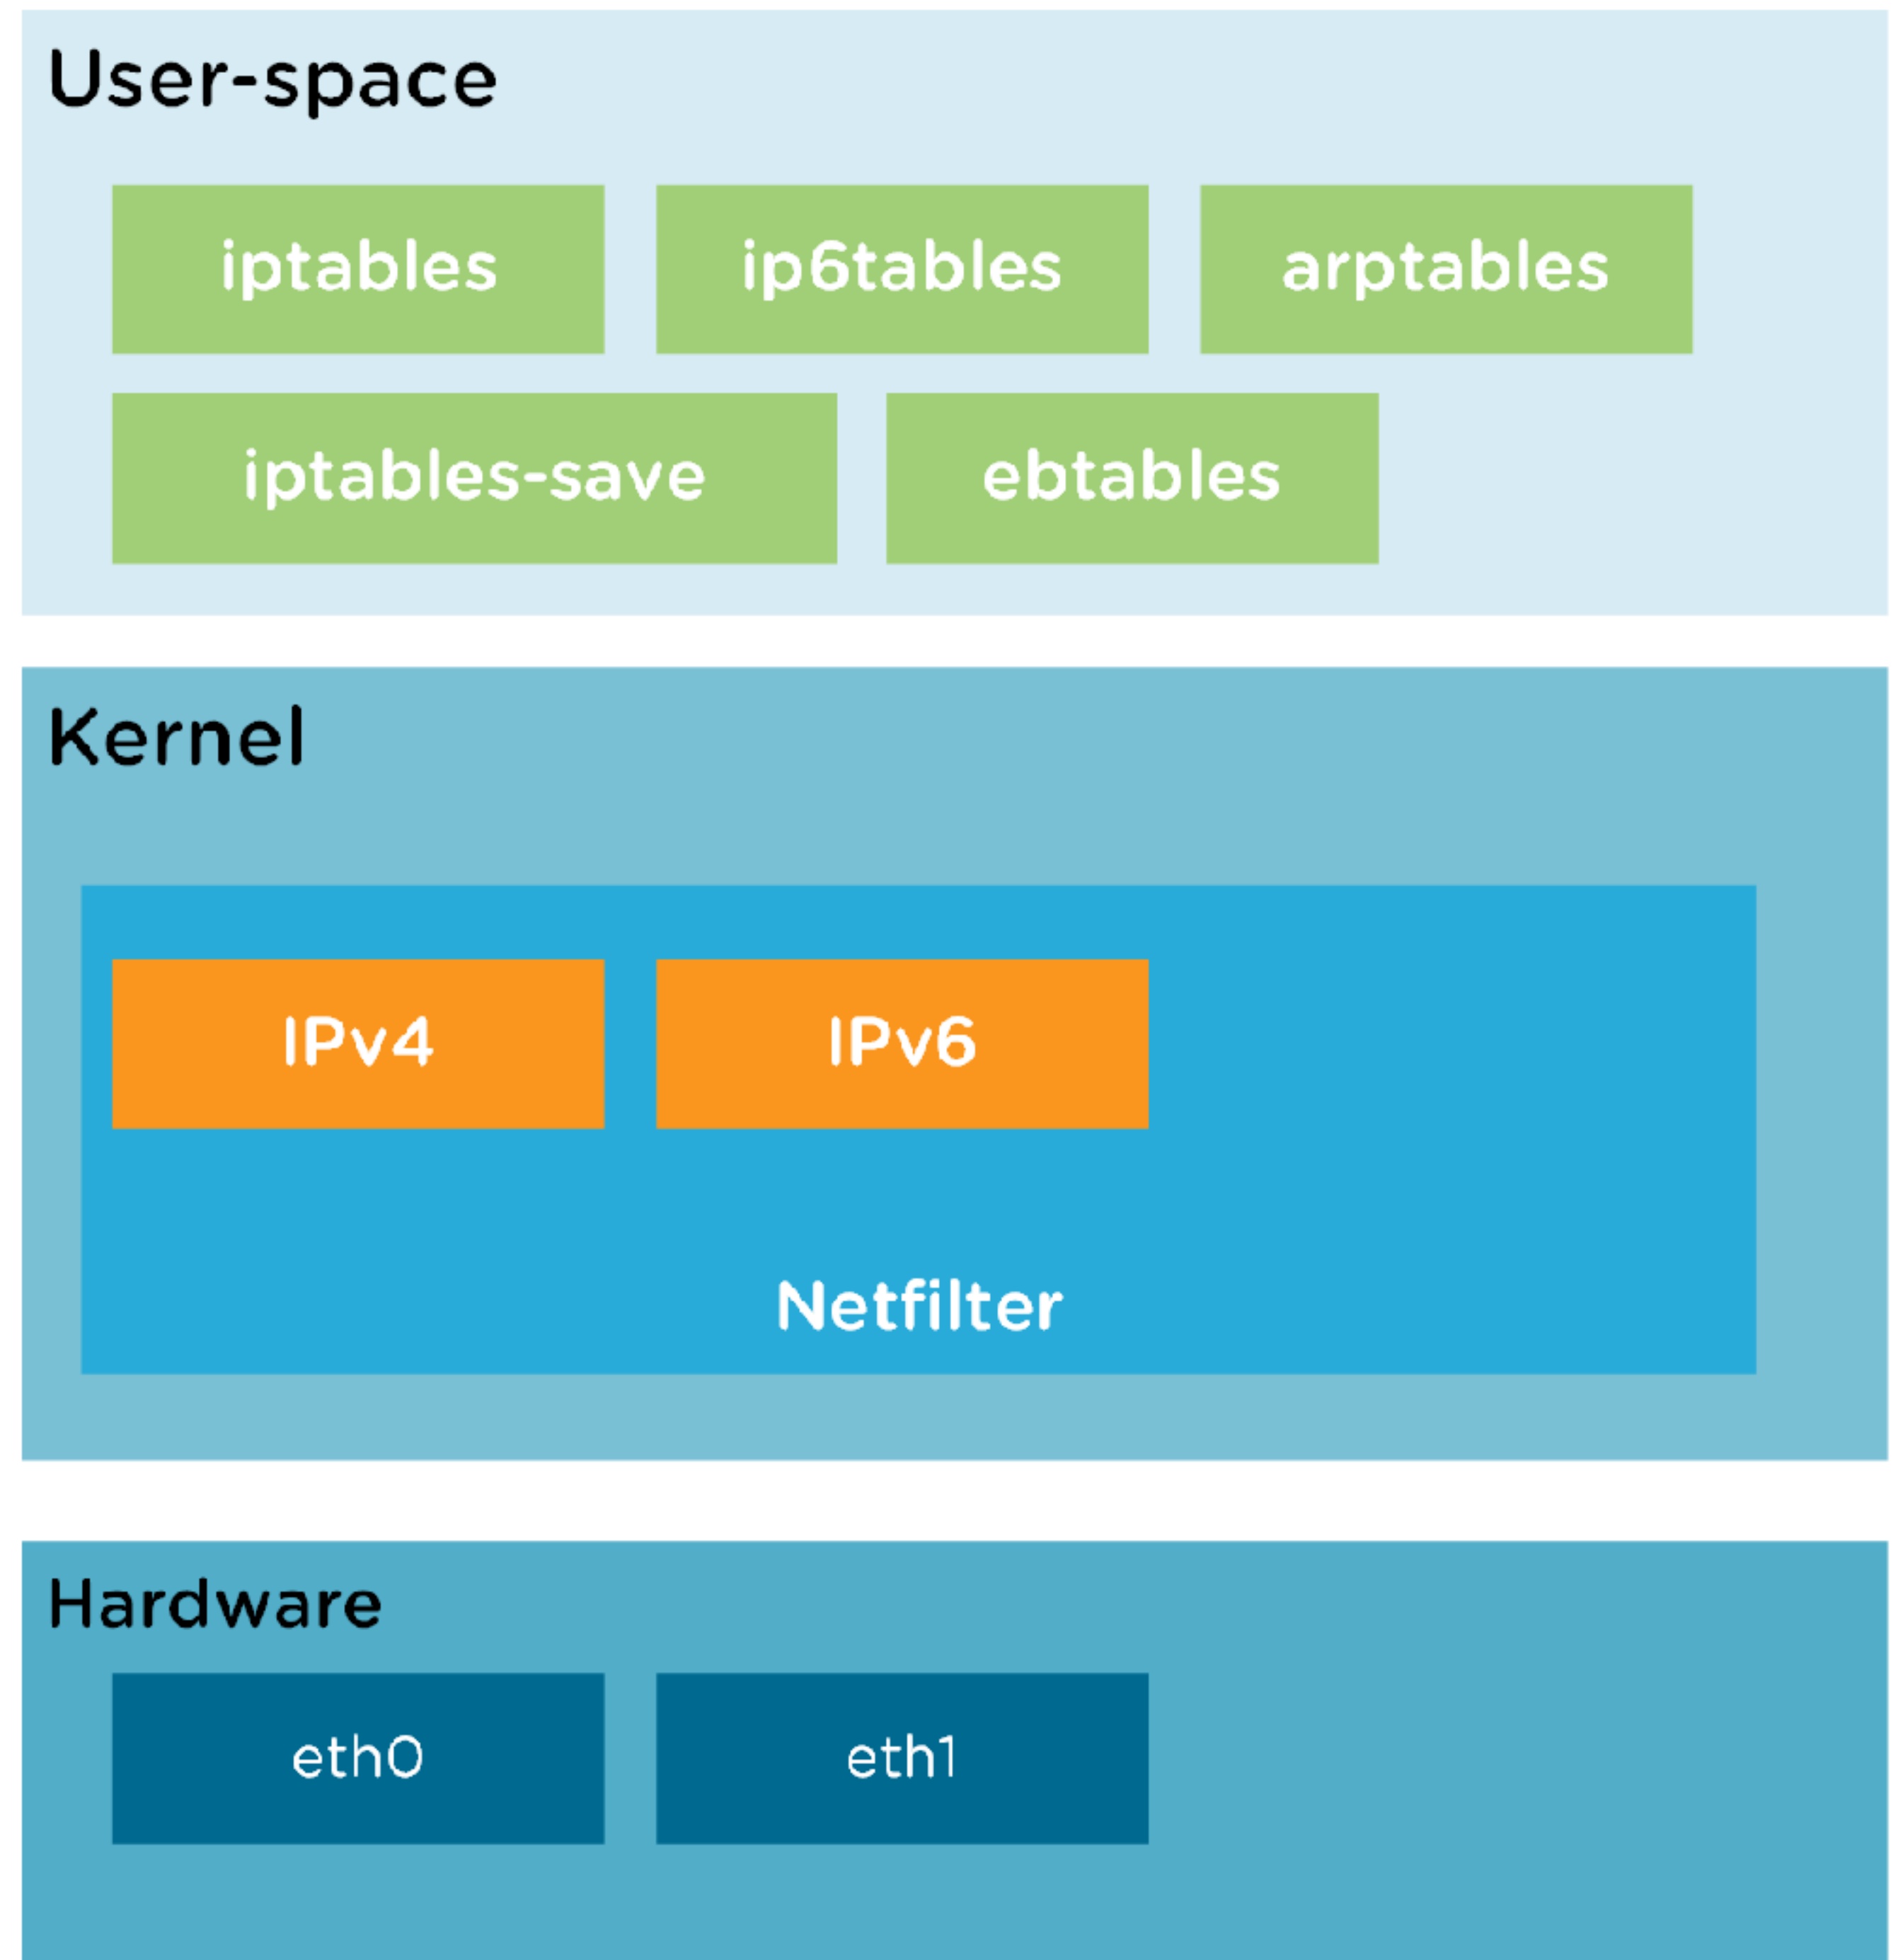 User-space
iptables ip6tables arptables
iptables-save ebtables
Kernel
IPv4 IPv6
Netfilter
Hardware
eth0 eth1